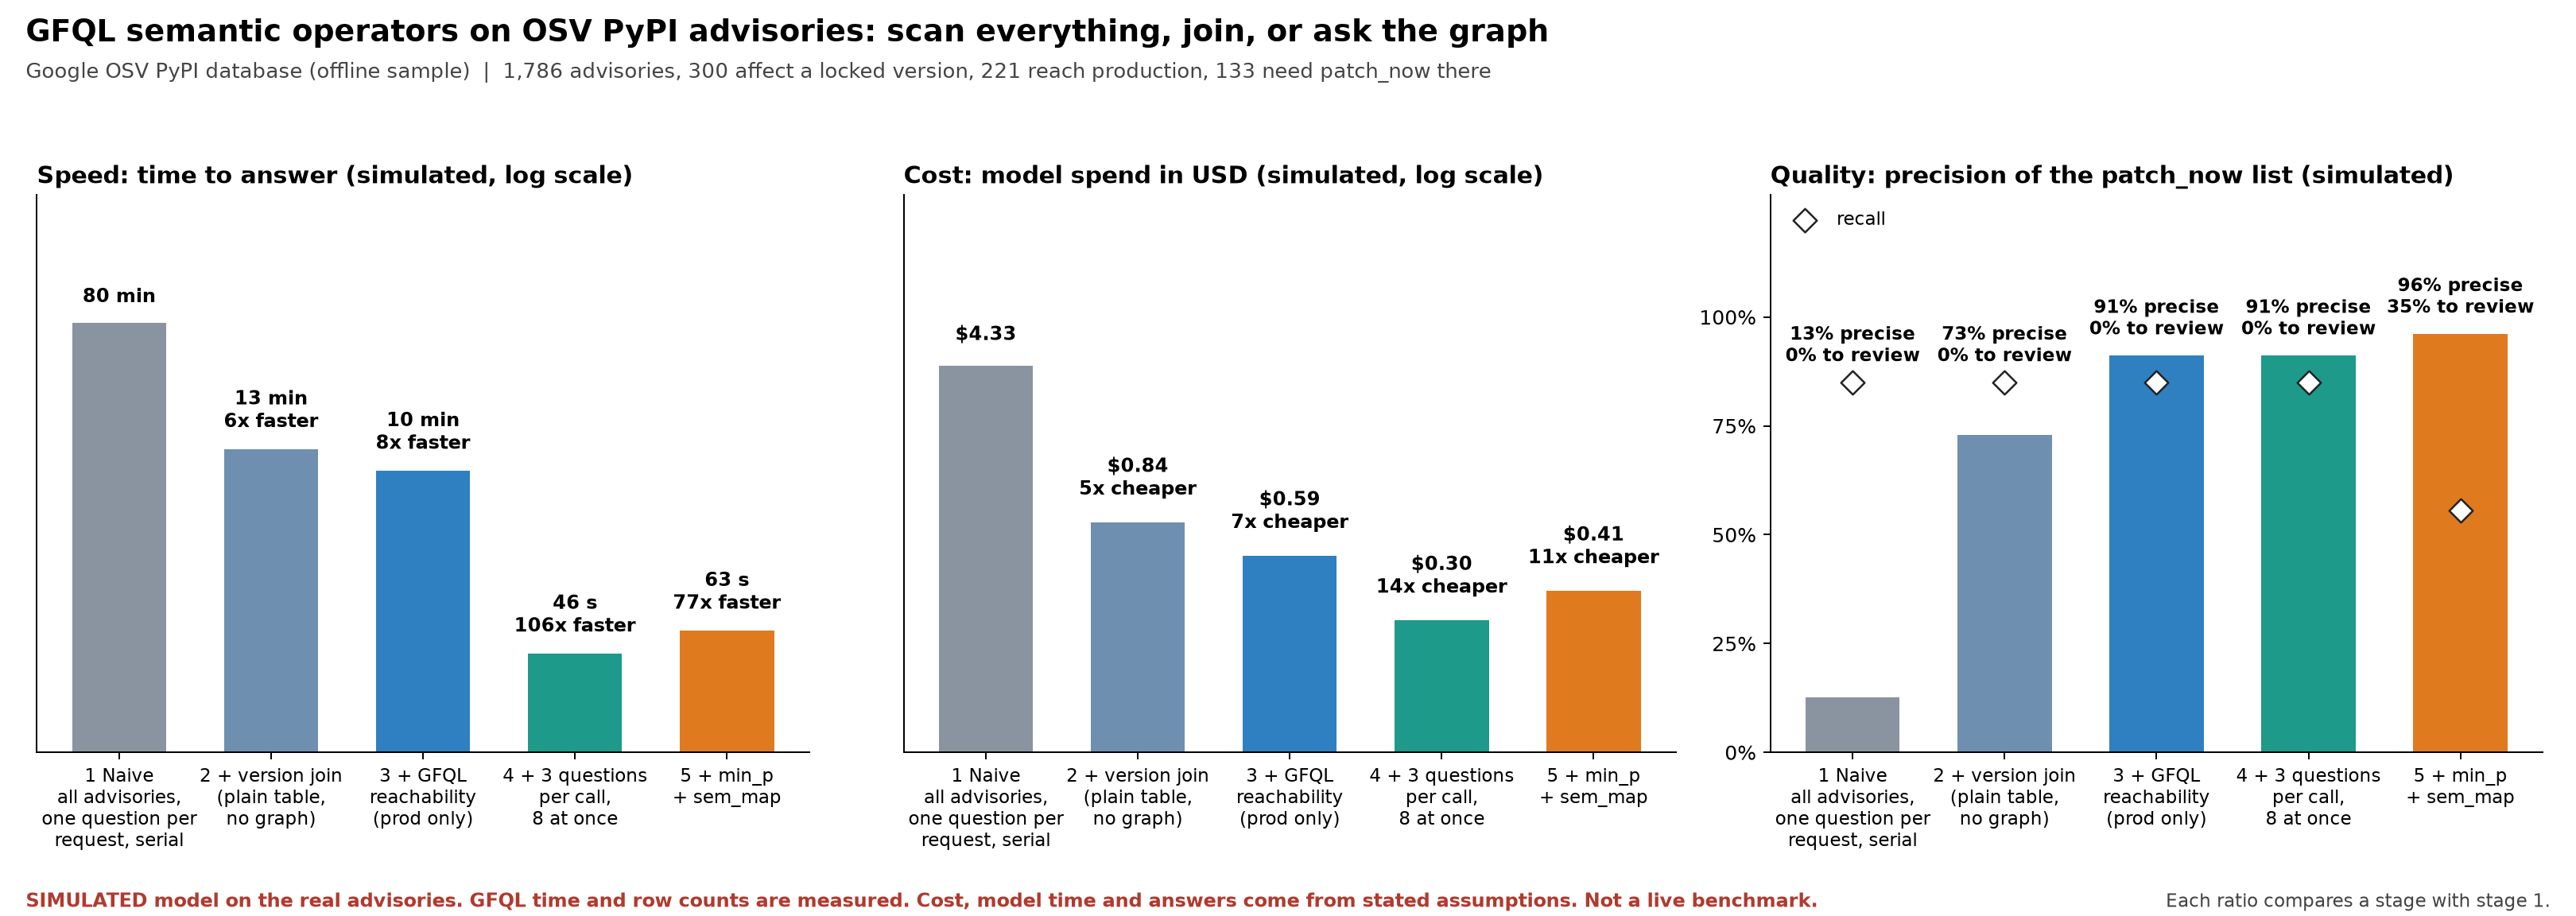 GFQL semantic operators on OSV PyPI advisories: scan everything, join, or ask the graph
Google OSV PyPI database (offline sample) | 1,786 advisories, 300 affect a locked version, 221 reach production, 133 need patch_now there
Speed: time to answer (simulated, log scale)
80 min
13 min
6x faster
10 min
8x faster
46 s
106x faster
63 s
77x faster
1 Naive
all advisories,
one question per
request, serial
2 + version join
(plain table,
no graph)
3 + GFQL
reachability
(prod only)
4 + 3 questions
per call,
8 at once
5 + min_p
+ sem_map
Cost: model spend in USD (simulated, log scale)
$4.33
$0.84
5x cheaper
$0.59
7x cheaper
$0.30
14x cheaper
$0.41
11x cheaper
1 Naive
all advisories,
one question per
request, serial
2 + version join
(plain table,
no graph)
3 + GFQL
reachability
(prod only)
4 + 3 questions
per call,
8 at once
5 + min_p
+ sem_map
Quality: precision of the patch_now list (simulated)
recall
100%
75%
50%
25%
0%
13% precise
0% to review
73% precise
0% to review
91% precise
0% to review
91% precise
0% to review
96% precise
35% to review
1 Naive
all advisories,
one question per
request, serial
2 + version join
(plain table,
no graph)
3 + GFQL
reachability
(prod only)
4 + 3 questions
per call,
8 at once
5 + min_p
+ sem_map
SIMULATED model on the real advisories. GFQL time and row counts are measured. Cost, model time and answers come from stated assumptions. Not a live benchmark.
Each ratio compares a stage with stage 1.